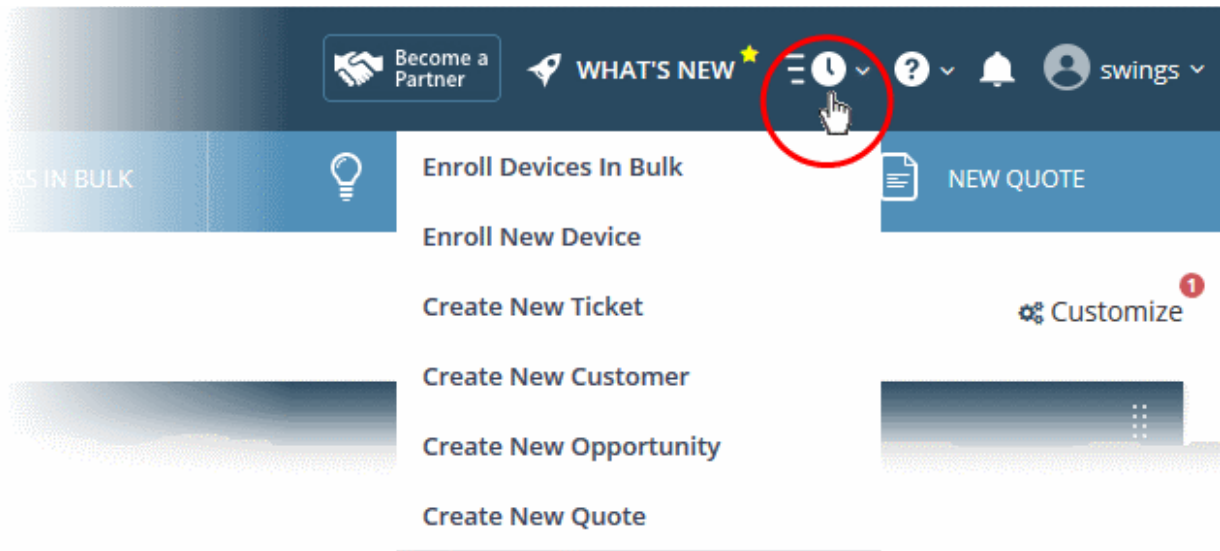 Become a
Partner
WHAT'S NEW
swings
ES IN BULK
NEW QUOTE
Enroll Devices In Bulk
Enroll New Device
Create New Ticket
Create New Customer
Create New Opportunity
Create New Quote
1
Customize